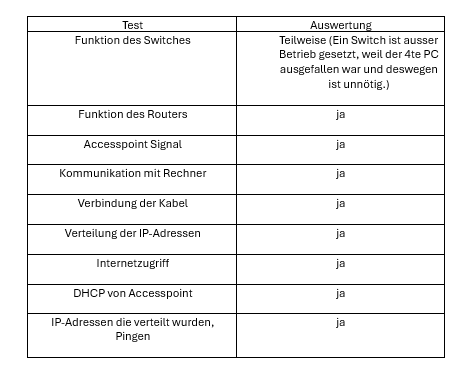 Test
Auswertung
Funktion des Switches
Teilweise (Ein Switch ist ausser
Betrieb gesetzt, weil der 4te PC
ausgefallen war und deswegen
ist unnötig.)
Funktion des Routers
ja
Accesspoint Signal
ja
Kommunikation mit Rechner
ja
Verbindung der Kabel
ja
Verteilung der IP-Adressen
ja
Internetzugriff
ja
DHCP von Accesspoint
ja
IP-Adressen die verteilt wurden,
Pingen
ja